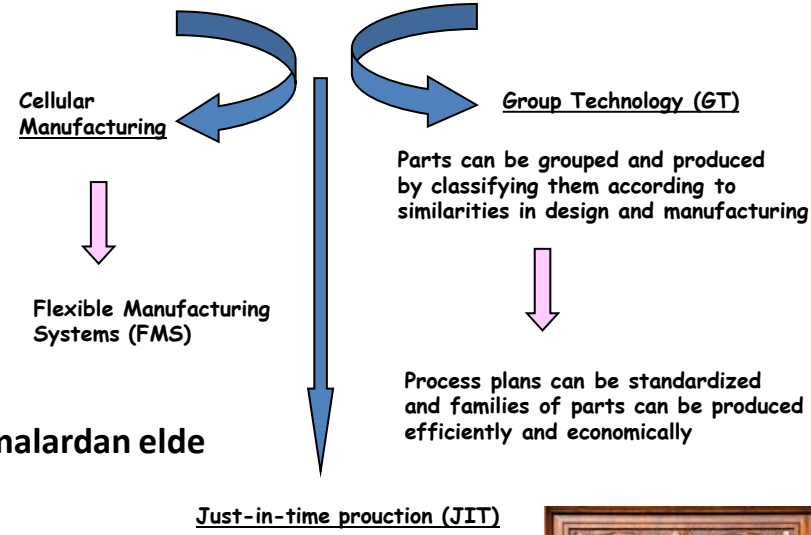 Cellular
Manufacturing
Group Technology (GT)
Parts can be grouped and produced
by classifying them according to
similarities in design and manufacturing
Flexible Manufacturing
Systems (FMS)
Process plans can be standardized
and families of parts can be produced
efficiently and economically
elde
Just-in-time prouction (JIT)